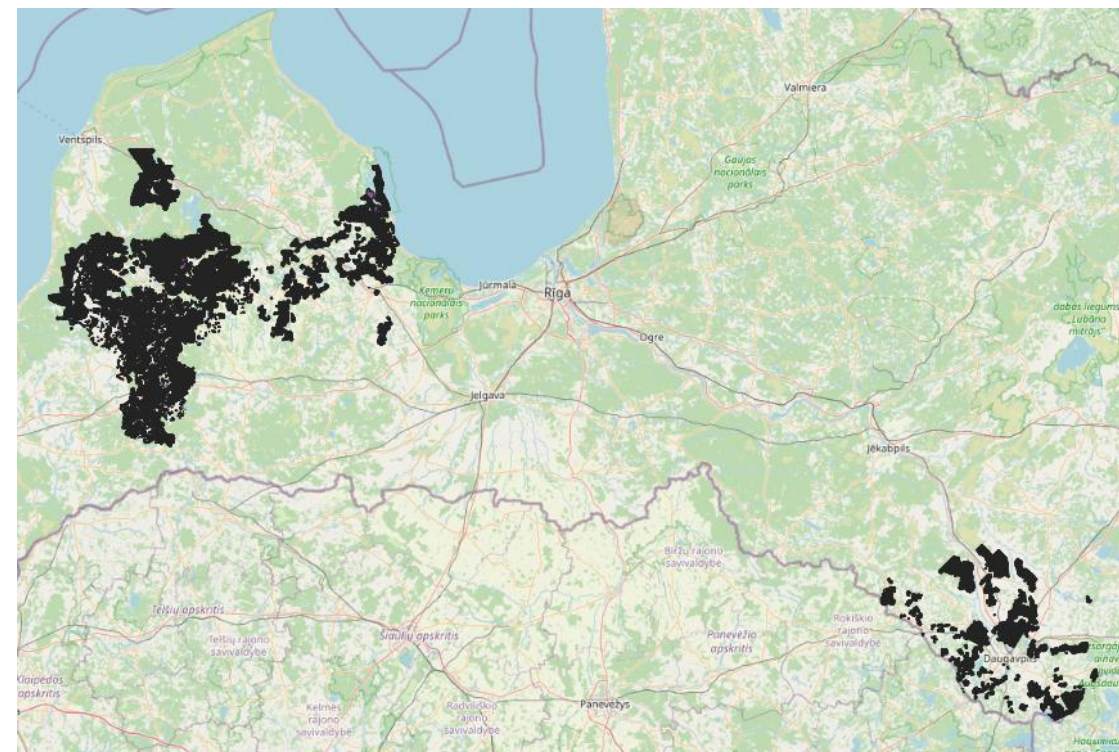 Valmiera
Ventspils
Gaujas
nacionālais
parks
Jūrmala
Rīga
Ķemeru
nacionālais
parks
dabas liegums
„Lubāna
mitrājs"
Ogre
Jelgava
Jēkabpils
Biržų rajono
savivaldybė
Telšių apskritis
Rokiškio
rajono
savivaldybė
Šiaulių apskritis
Panevėžio
apskritis
Telšių rajono
savivaldybė
Daugavpils
Klaipėdos
apskritis
Kelmės
rajono
savivaldybė
Radviliškio
rajono
savivaldybė
Panevėžys